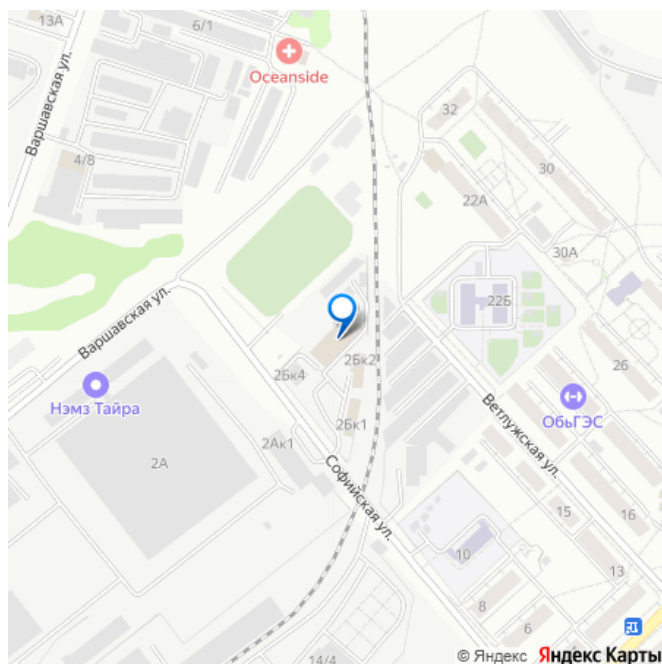 13А
6/1
Oceanside
Варшавская ул.
32
4/8
30
22А
30А
22Б
Варшавская ул.
2Бк2
26
2Бк4
Нэмз Тайра
ОбьГЭС
2Бк1
Ветлужская ул.
2Ак1
2А
Софийская ул.
15
16
10
13
8
6
14/4
© Яндекс Яндекс Карты